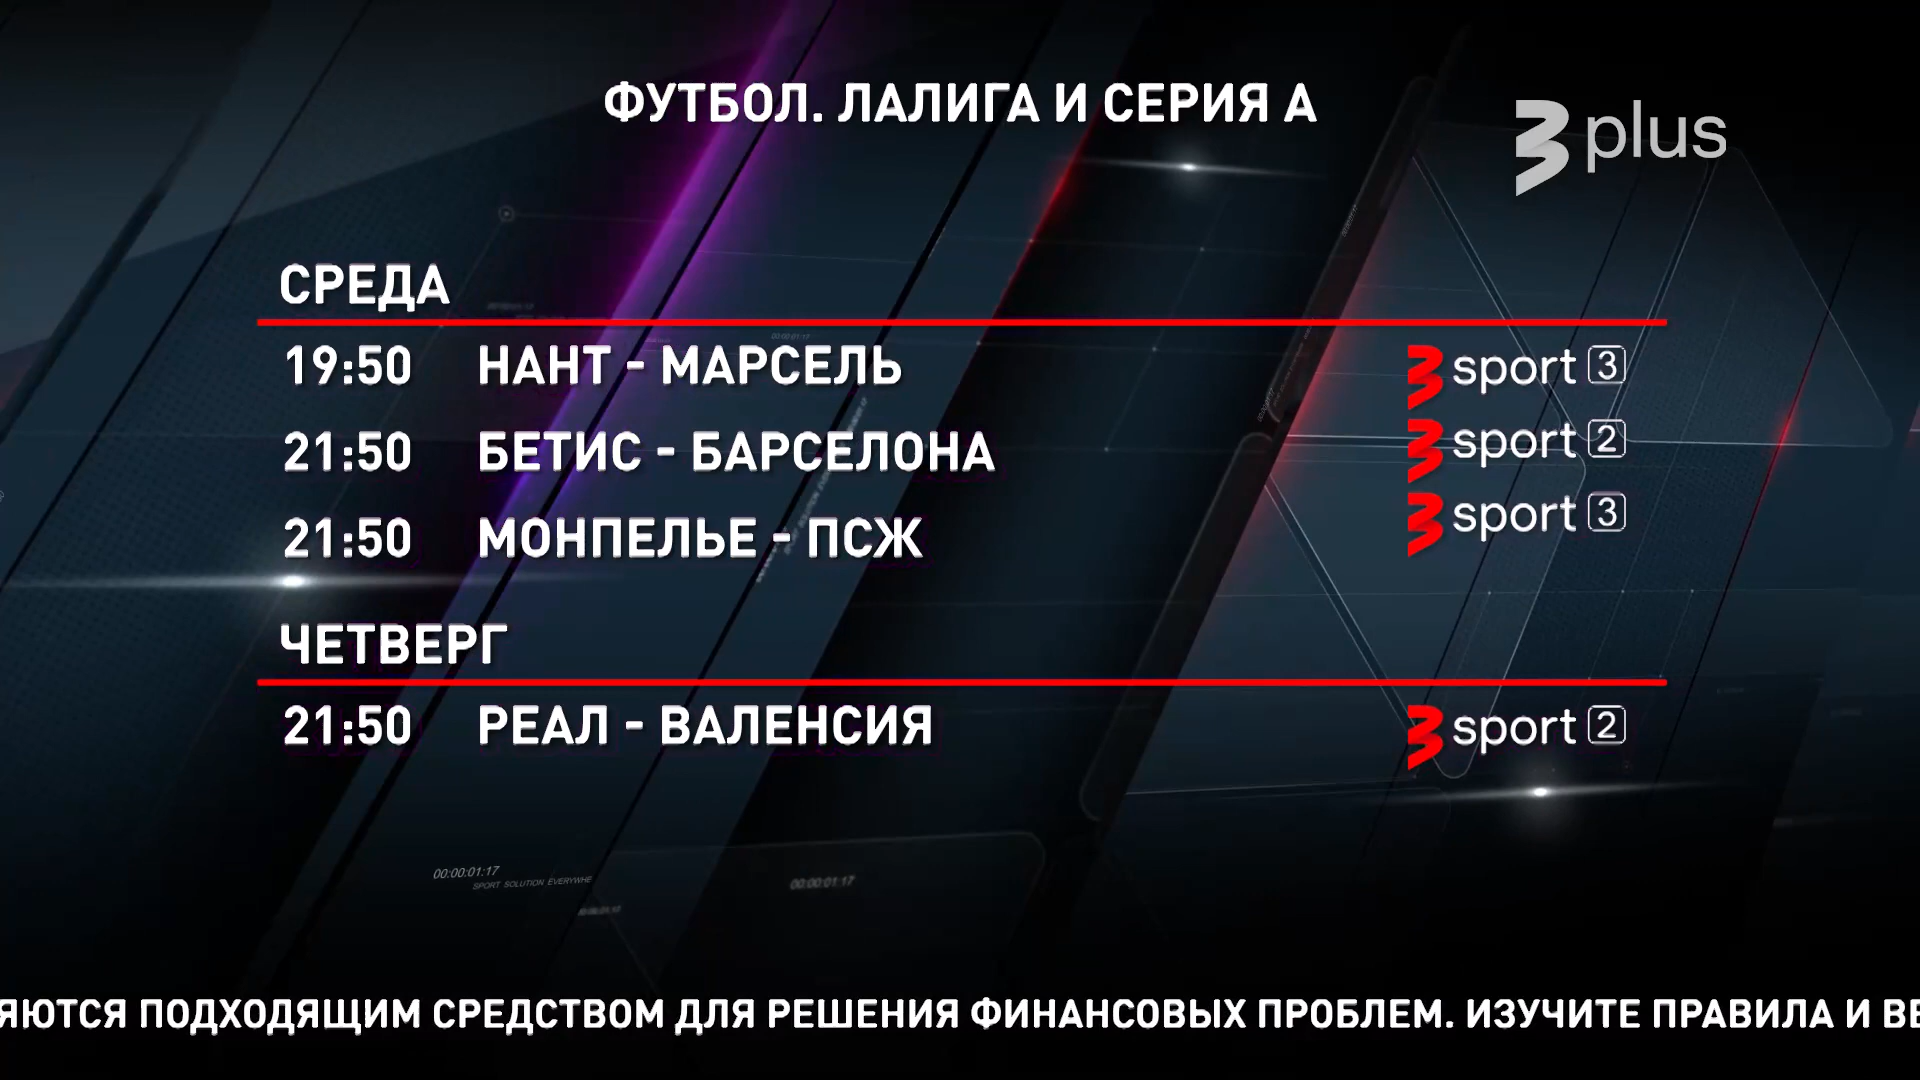 ФУТБОЛ. ЛАЛИГА И СЕРИЯ А
3 plus
СРЕДА
19:50 НАНТ - МАРСЕЛЬ 3 sport 3
21:50 БЕТИС - БАРСЕЛОНА 3 sport 2
21:50 МОНПЕЛЬЕ - ПСЖ 3 sport 3
ЧЕТВЕРГ
21:50 РЕАЛ - ВАЛЕНСИЯ 3 sport 2
00:00:01:17
SPORT SOLUTION EVERYWHE
00:00:01:17
ЯЮТСЯ ПОДХОДЯЩИМ СРЕДСТВОМ ДЛЯ РЕШЕНИЯ ФИНАНСОВЫХ ПРОБЛЕМ. ИЗУЧИТЕ ПРАВИЛА И ВЕ